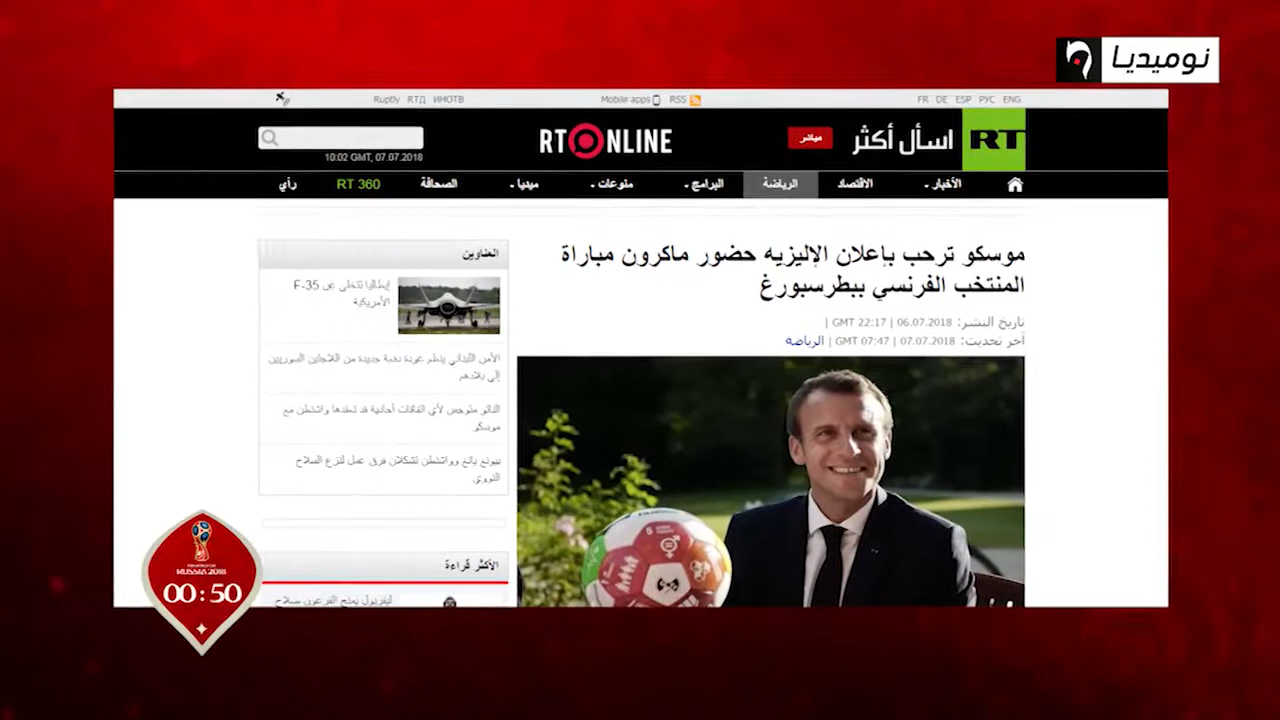 نوميديا
Ruptly RTД ИНОТВ Mobile apps RSS FR DE ESP РУС ENG
RT اسأل أكثر مباشر RTONLINE
10:02 GMT, 07.07.2018
الأخبار الاقتصاد الرياضة البرامج منوعات ميديا الصحافة RT 360 رأي
موسكو ترحب بإعلان الإليزيه حضور ماكرون مباراة
المنتخب الفرنسي ببطرسبورغ
تاريخ النشر: 06.07.2018 | 22:17 GMT |
آخر تحديث: 07.07.2018 | 07:47 GMT | الرياضة
العناوين
إيطاليا تتخلى عن F-35
الأمريكية
الأمن اللبناني ينظم عودة دفعة جديدة من اللاجئين السوريين
إلى بلادهم
الناتو متوجس لأي اتفاقات أحادية قد تعقدها واشنطن مع
موسكو
بيونغ يانغ وواشنطن تشكلان فرق عمل لنزع السلاح
النووي
الأكثر قراءة
ليفربول يمنح الفرعون صلاح
FIFA WORLD CUP
RUSSIA 2018
00:50